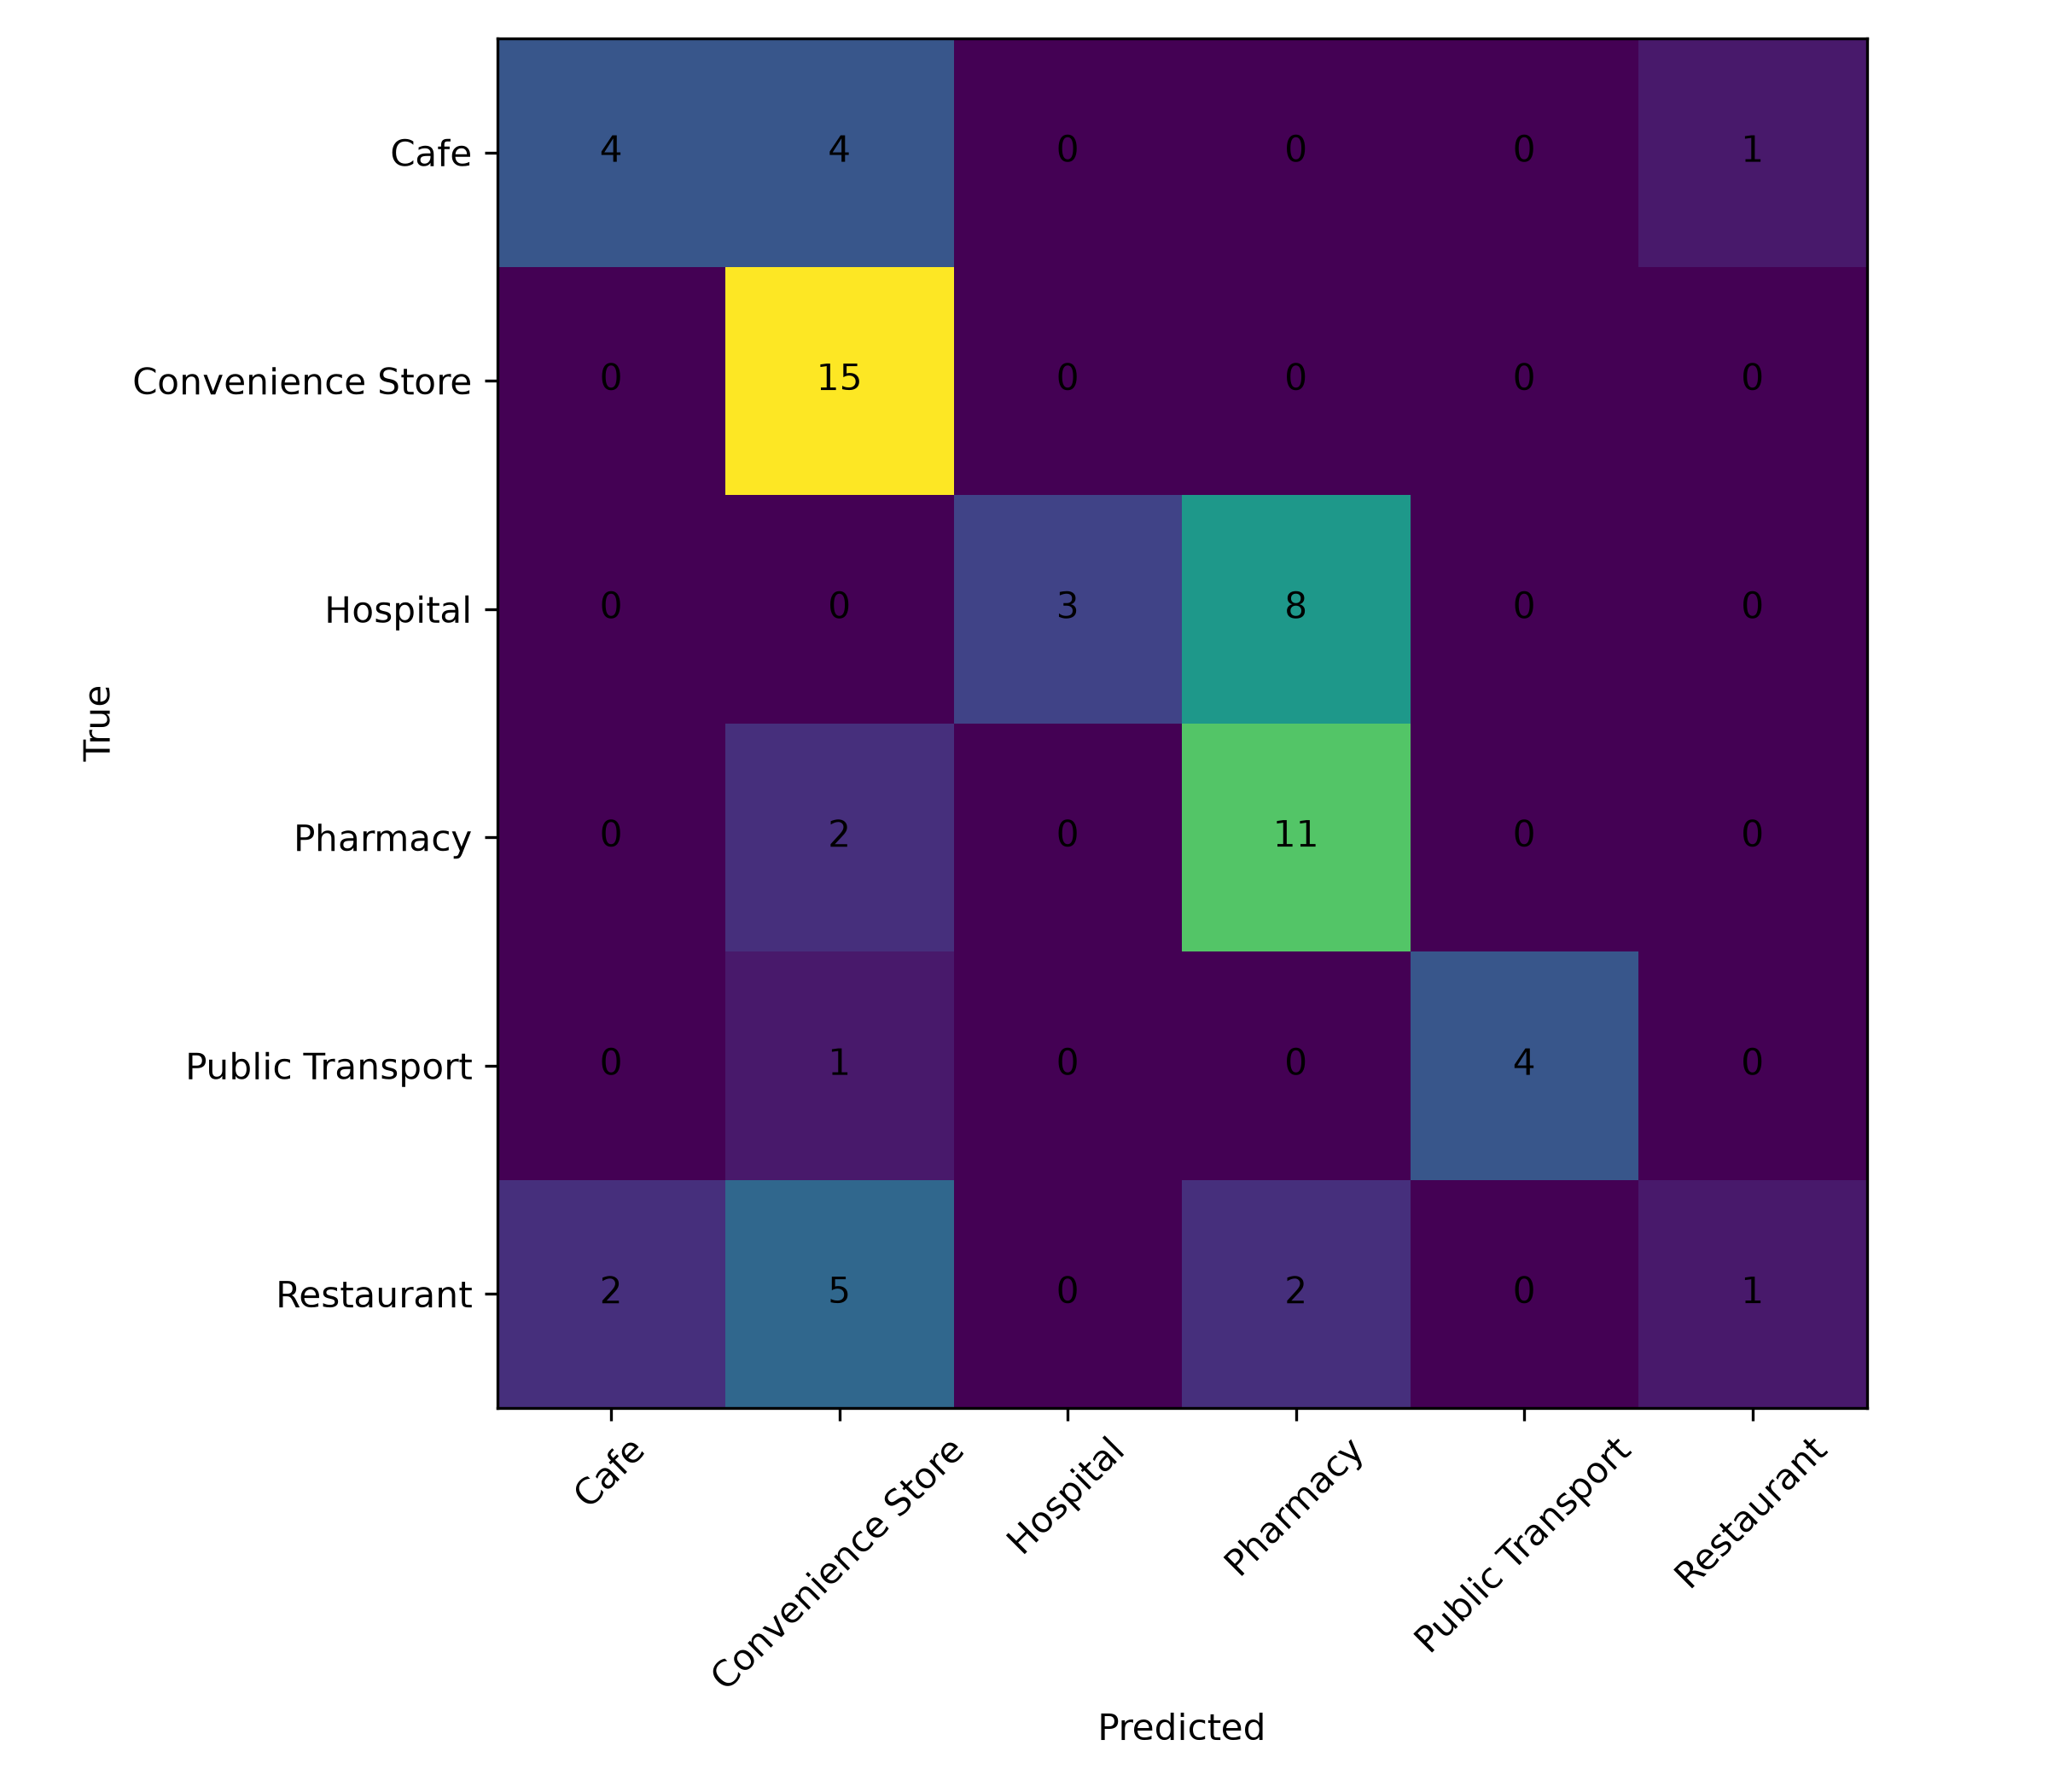 Cafe 4 4 0 0 0 1
Convenience Store 0 15 0 0 0 0
Hospital 0 0 3 8 0 0
True
Pharmacy 0 2 0 11 0 0
Public Transport 0 1 0 0 4 0
Restaurant 2 5 0 2 0 1
Cafe
Convenience Store
Hospital
Pharmacy
Public Transport
Restaurant
Predicted